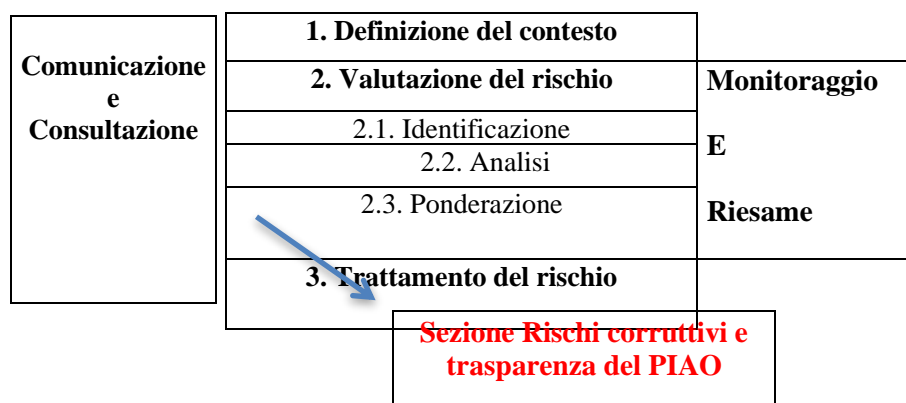 Comunicazione
e
Consultazione
1. Definizione del contesto
2. Valutazione del rischio
2.1. Identificazione
2.2. Analisi
2.3. Ponderazione
3. Trattamento del rischio
Monitoraggio
E
Riesame
Sezione Rischi corruttivi e
trasparenza del PIAO